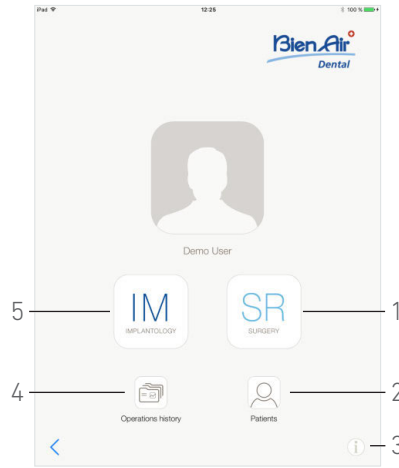 iPad 12:25 100 %
Bien Air
Dental
Demo User
5 IM SR 1
IMPLANTOLOGY SURGERY
4 2
Operations history Patients
i 3